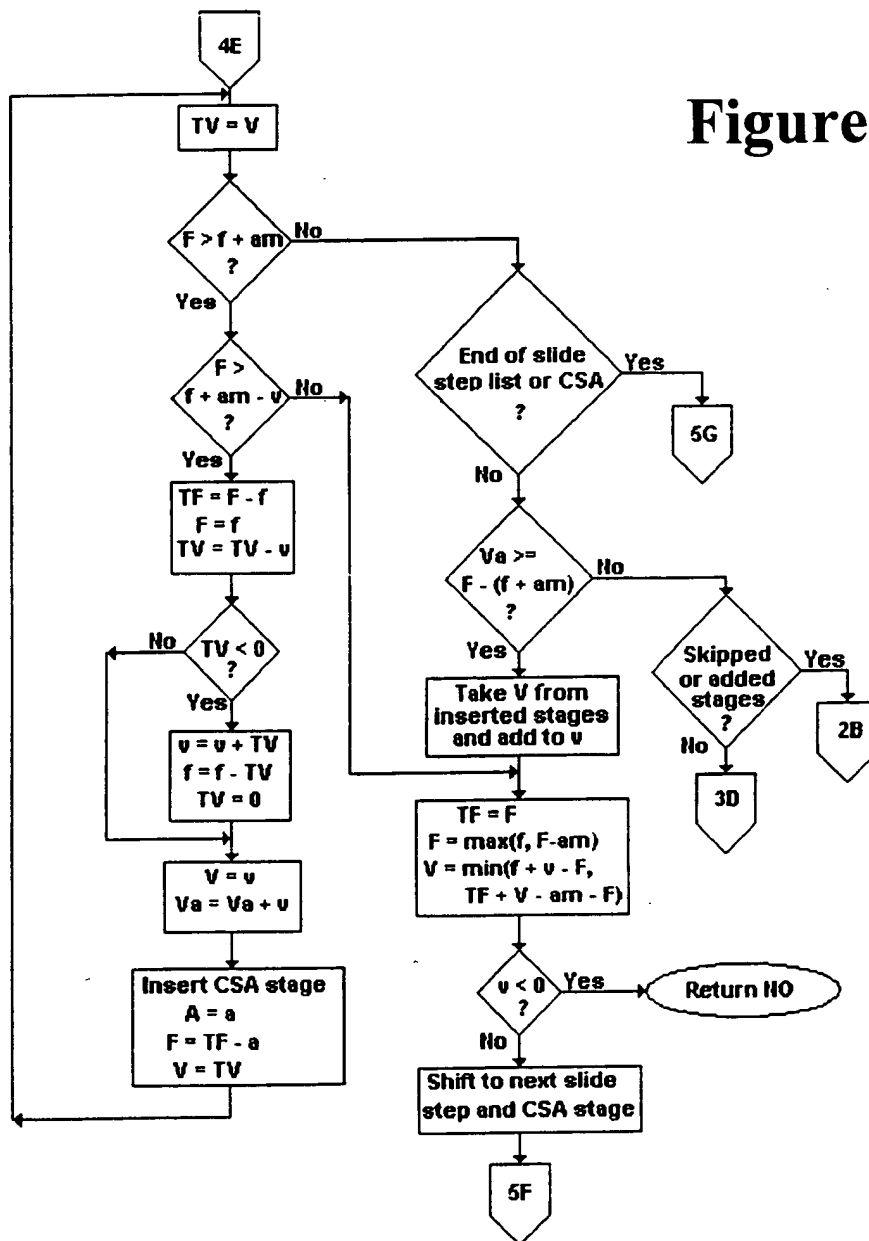 4E
Figure
TV = V
F > f + am
?
No
Yes
F >
f + am - v
?
No
Yes
TF = F - f
F = f
TV = TV - v
TV < 0
?
No
Yes
v = v + TV
f = f - TV
TV = 0
V = v
Va = Va + v
Insert CSA stage
A = a
F = TF - a
V = TV
End of slide
step list or CSA
?
Yes
5G
No
Va >=
F - (f + am)
?
No
Yes
Skipped
or added
stages
?
Yes
2B
No
3D
Take V from
inserted stages
and add to v
TF = F
F = max(f, F-am)
V = min(f + v - F,
TF + V - am - F)
v < 0
?
Yes
Return NO
No
Shift to next slide
step and CSA stage
5F